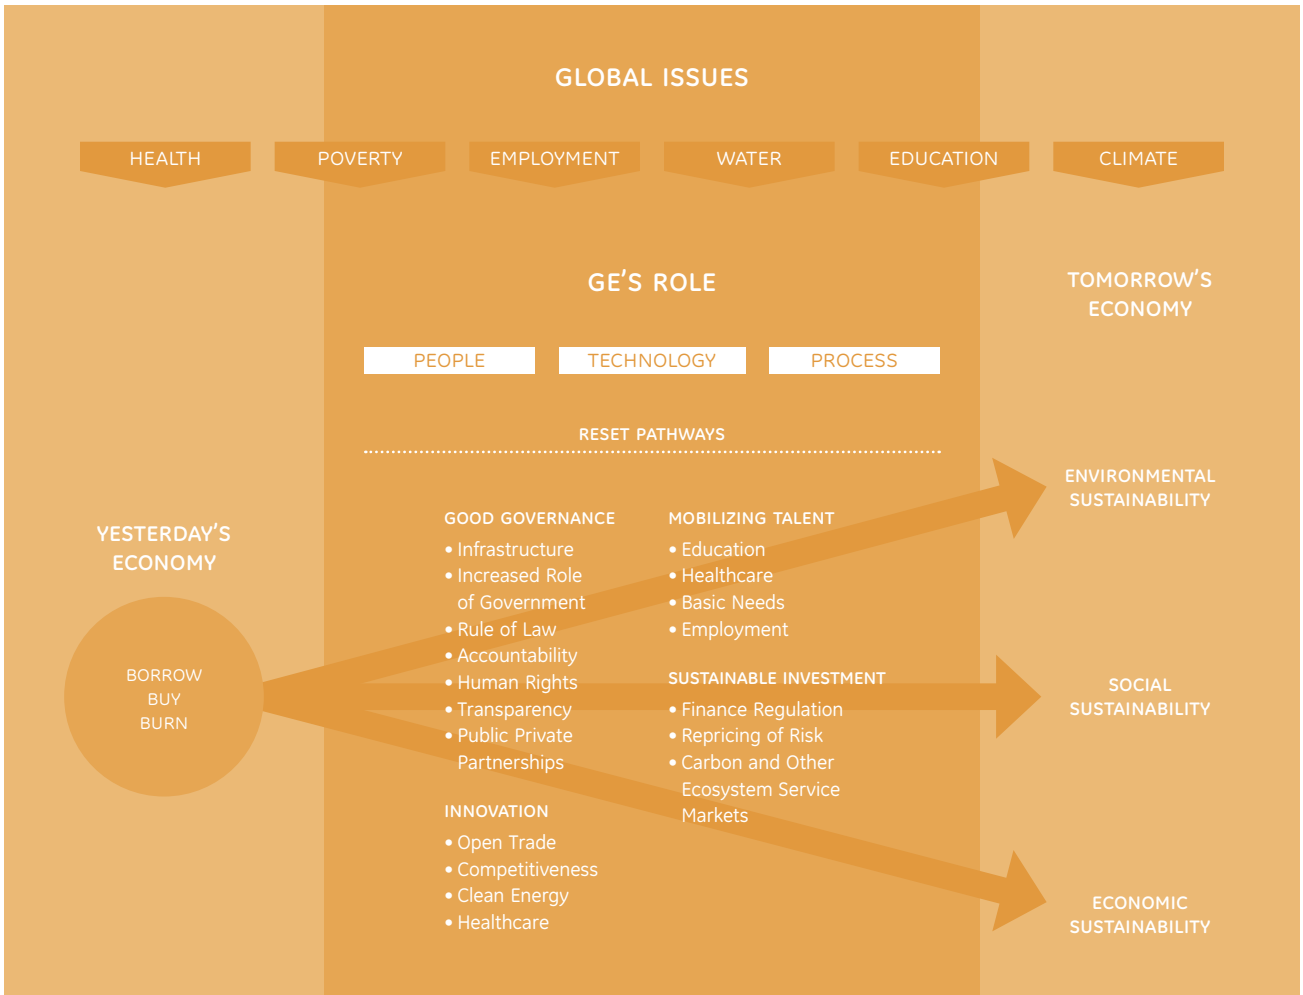 GLOBAL ISSUES
HEALTH
POVERTY
EMPLOYMENT
WATER
EDUCATION
CLIMATE
GE'S ROLE
PEOPLE
TECHNOLOGY
PROCESS
RESET PATHWAYS
YESTERDAY'S
ECONOMY
BORROW
BUY
BURN
GOOD GOVERNANCE
• Infrastructure
• Increased Role
of Government
• Rule of Law
• Accountability
• Human Rights
• Transparency
• Public Private
Partnerships
INNOVATION
• Open Trade
• Competitiveness
• Clean Energy
• Healthcare
MOBILIZING TALENT
• Education
• Healthcare
• Basic Needs
• Employment
SUSTAINABLE INVESTMENT
• Finance Regulation
• Repricing of Risk
• Carbon and Other
Ecosystem Service
Markets
TOMORROW'S
ECONOMY
ENVIRONMENTAL
SUSTAINABILITY
SOCIAL
SUSTAINABILITY
ECONOMIC
SUSTAINABILITY